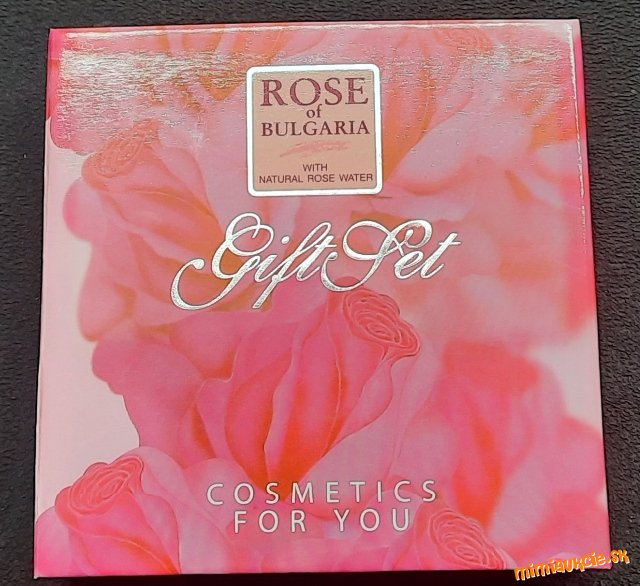 ROSE
of
BULGARIA
WITH
NATURAL ROSE WATER
Gift Set
COSMETICS
FOR YOU
mimiaukcie.sk